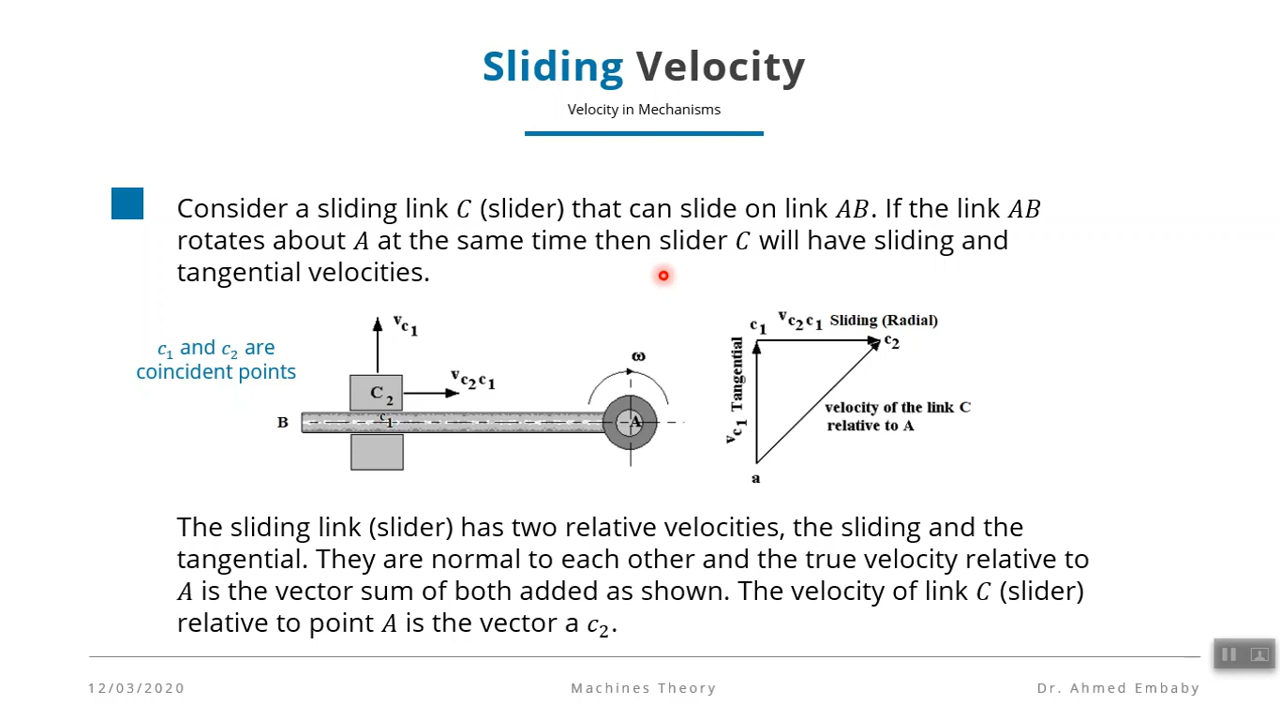 Sliding Velocity
Velocity in Mechanisms
Consider a sliding link C (slider) that can slide on link AB. If the link AB
rotates about A at the same time then slider C will have sliding and
tangential velocities.
c₁ and c₂ are
coincident points
v c₁
C ₂
v c₂ c₁
c₁
B
ω
A
c₁
v c₂ c₁ Sliding (Radial)
c₂
v c₁ Tangential
velocity of the link C
relative to A
a
The sliding link (slider) has two relative velocities, the sliding and the
tangential. They are normal to each other and the true velocity relative to
A is the vector sum of both added as shown. The velocity of link C (slider)
relative to point A is the vector a c₂.
12/03/2020
Machines Theory
Dr. Ahmed Embaby